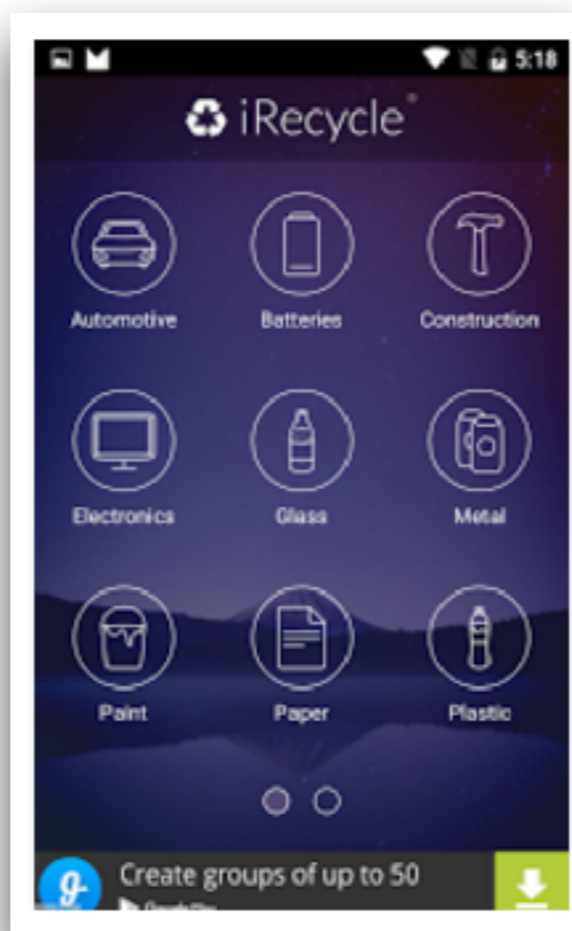 5:18
iRecycle®
Automotive Batteries Construction
Electronics Glass Metal
Paint Paper Plastic
g
Create groups of up to 50